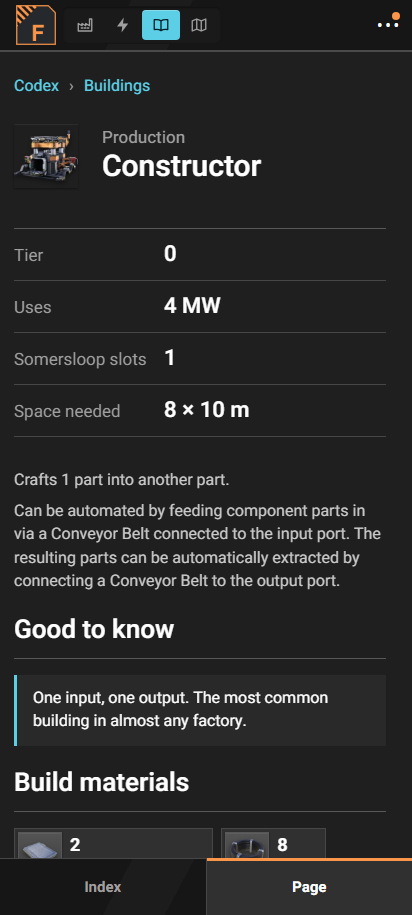 F
Codex › Buildings
Production
Constructor
Tier 0
Uses 4 MW
Somersloop slots 1
Space needed 8 × 10 m
Crafts 1 part into another part.
Can be automated by feeding component parts in
via a Conveyor Belt connected to the input port. The
resulting parts can be automatically extracted by
connecting a Conveyor Belt to the output port.
Good to know
One input, one output. The most common
building in almost any factory.
Build materials
2 8
Index Page